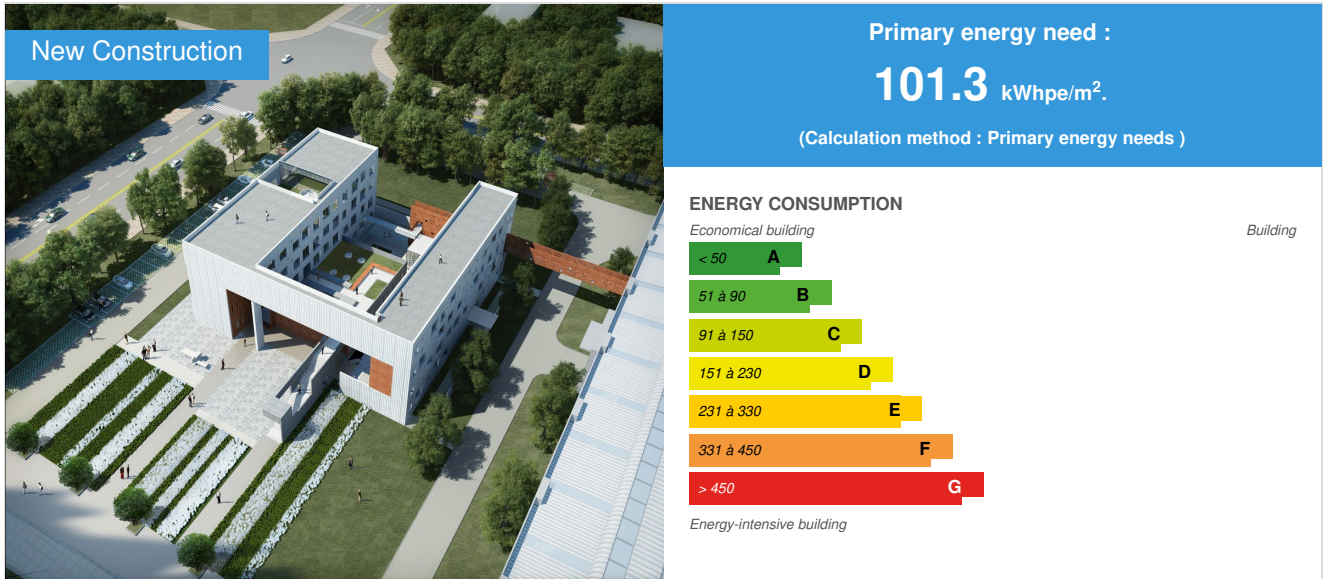 New Construction
Primary energy need :
101.3 kWhpe/m².
(Calculation method : Primary energy needs )
ENERGY CONSUMPTION
Economical building
Building
< 50 A
51 à 90 B
91 à 150 C
151 à 230 D
231 à 330 E
331 à 450 F
> 450 G
Energy-intensive building